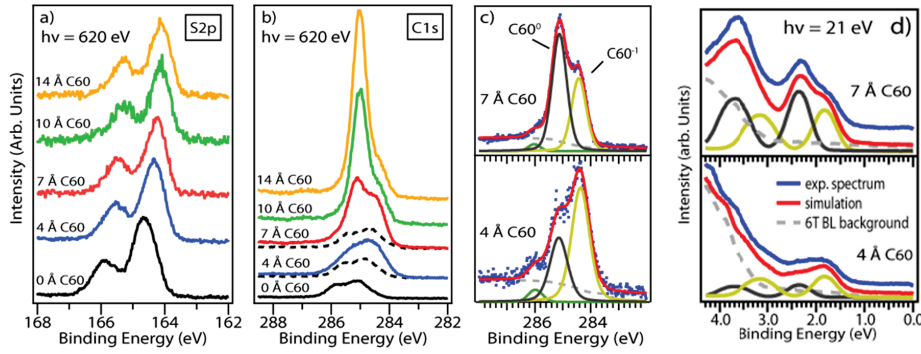 a)
S2p
hν = 620 eV
14 Å C60
10 Å C60
7 Å C60
4 Å C60
0 Å C60
Intensity (Arb. Units)
168
166
164
162
Binding Energy (eV)
b)
C1s
hν = 620 eV
14 Å C60
10 Å C60
7 Å C60
4 Å C60
0 Å C60
292
290
288
286
284
282
Binding Energy (eV)
c)
C60⁰
C60⁻¹
7 Å C60
4 Å C60
286
284
Binding Energy (eV)
hν = 21 eV
d)
7 Å C60
exp. spectrum
simulation
6T BL background
4 Å C60
Intensity (arb. Units)
4.0
3.0
2.0
1.0
0.0
Binding Energy (eV)